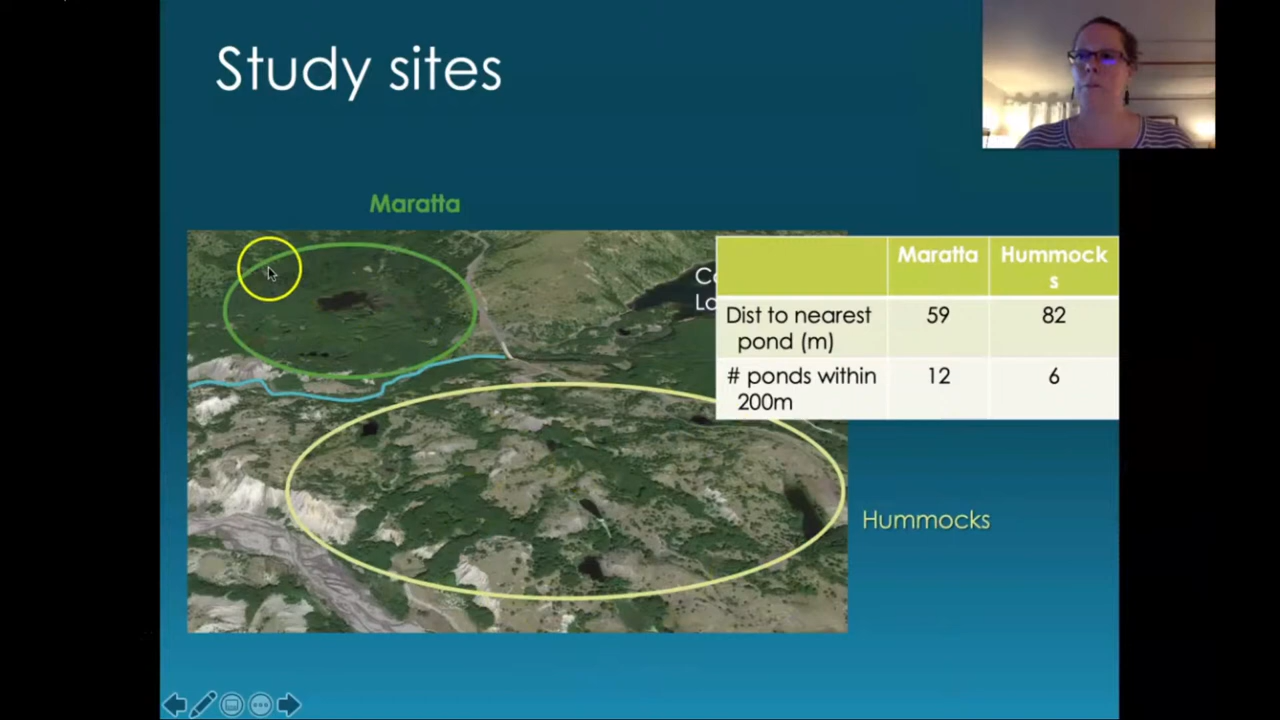 Study sites
Maratta
Maratta Hummock
s
Dist to nearest 59 82
pond (m)
# ponds within 12 6
200m
Hummocks